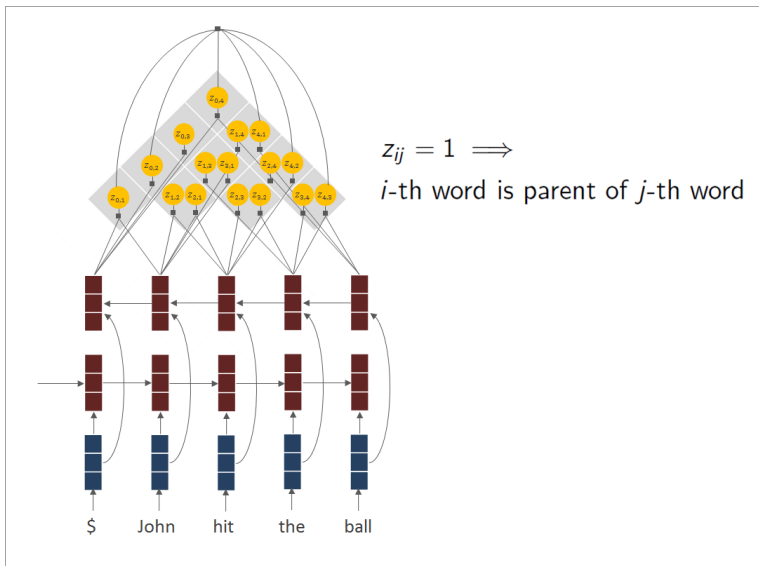 z0,4
z0,3
z1,4 z4,1
z0,2
z1,3 z3,1
z2,4 z4,2
z0,1
z1,2 z2,1
z2,3 z3,2
z3,4 z4,3
zij = 1 ⟹
i-th word is parent of j-th word
$ John hit the ball